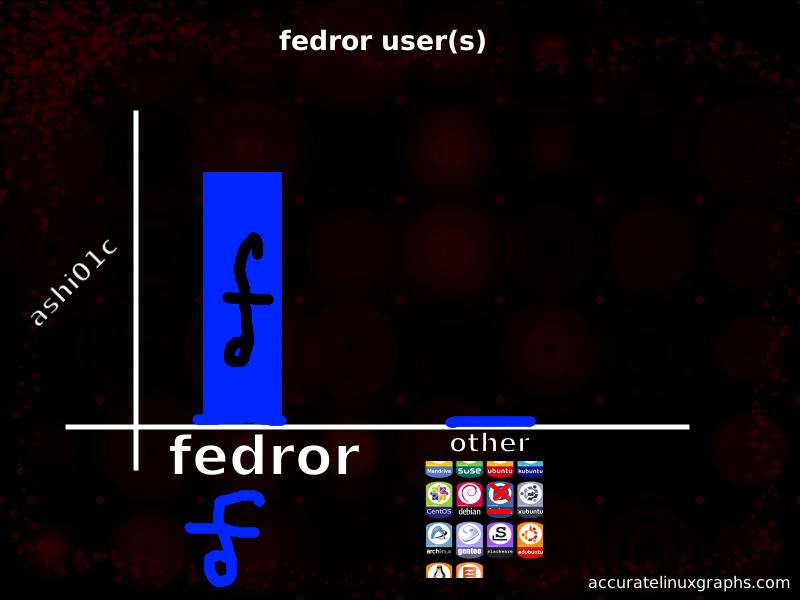 fedror user(s)
ashi01c
f
fedror
other
f
Mandriva suse ubuntu kubuntu
CentOS debian xubuntu
archlinux gentoo slackware edubuntu
accuratelinuxgraphs.com